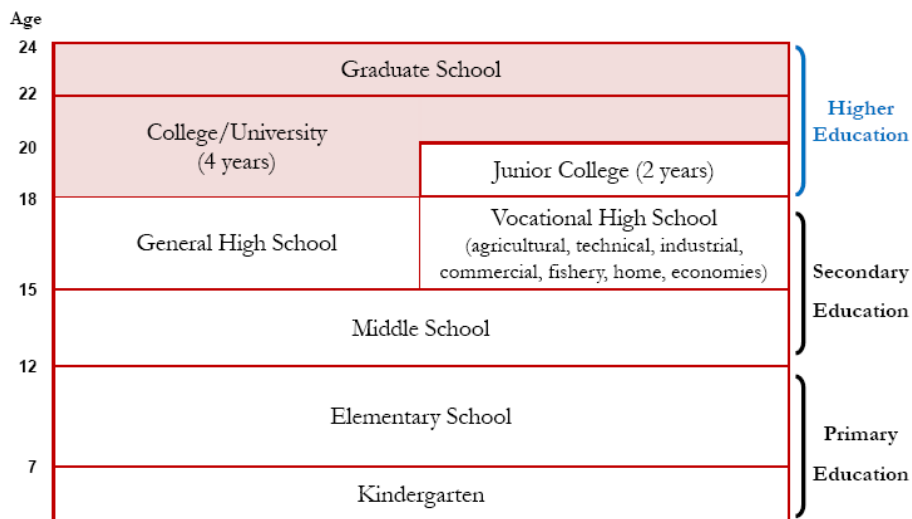 Age
24
Graduate School
22
College/University
(4 years)
Higher
Education
20
Junior College (2 years)
18
General High School
Vocational High School
(agricultural, technical, industrial,
commercial, fishery, home, economies)
Secondary
Education
15
Middle School
12
Elementary School
Primary
Education
7
Kindergarten